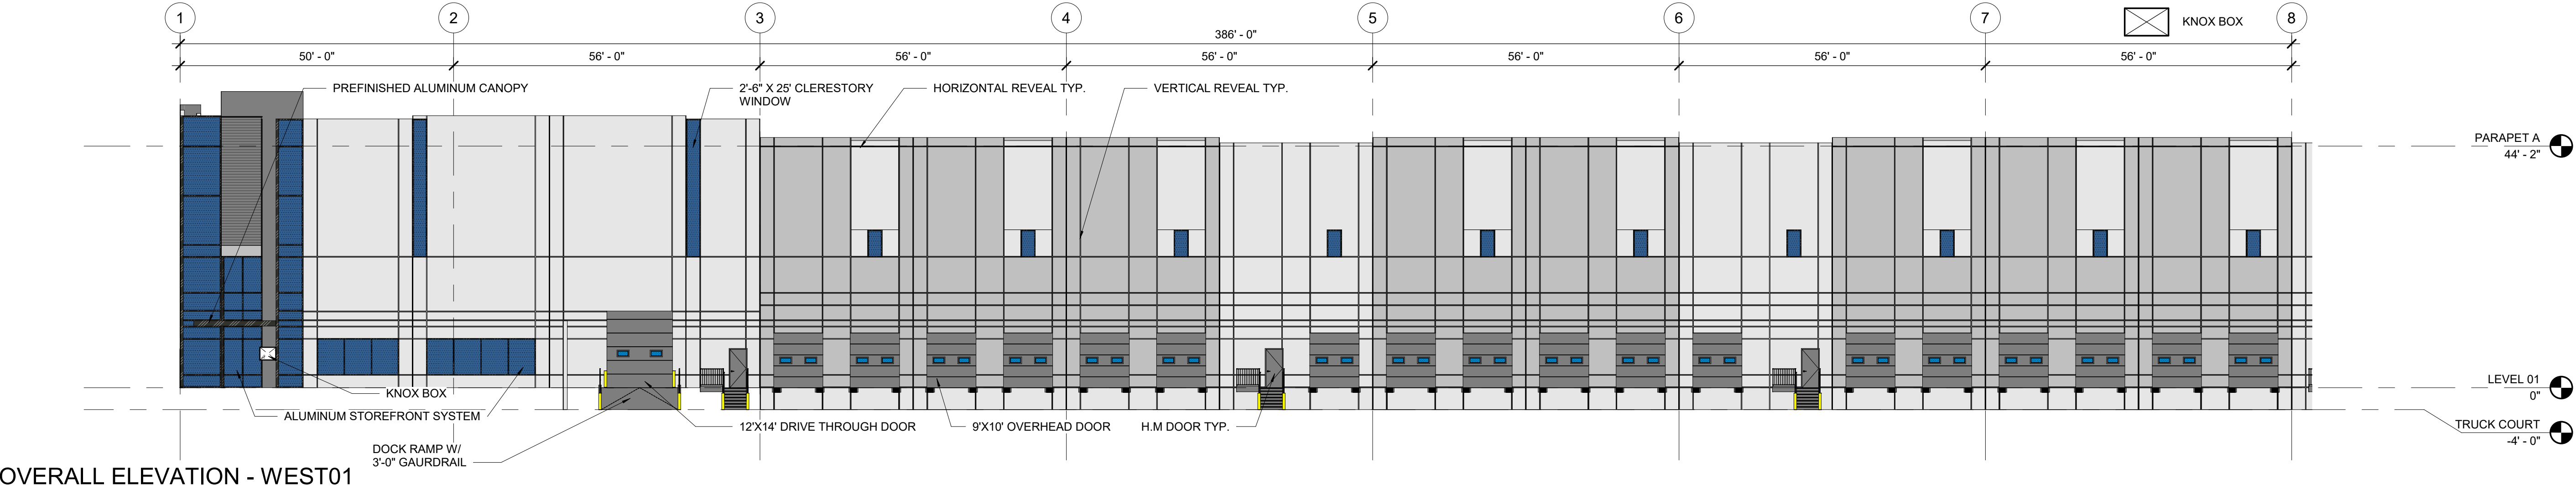 1 2 3 4 5 6 7 8
KNOX BOX
386' - 0"
50' - 0" 56' - 0" 56' - 0" 56' - 0" 56' - 0" 56' - 0" 56' - 0"
PREFINISHED ALUMINUM CANOPY
2'-6" X 25' CLERESTORY
WINDOW
HORIZONTAL REVEAL TYP.
VERTICAL REVEAL TYP.
PARAPET A
44' - 2"
LEVEL 01
0"
KNOX BOX
ALUMINUM STOREFRONT SYSTEM
12'X14' DRIVE THROUGH DOOR
9'X10' OVERHEAD DOOR
H.M DOOR TYP.
TRUCK COURT
-4' - 0"
DOCK RAMP W/
3'-0" GAURDRAIL
OVERALL ELEVATION - WEST01